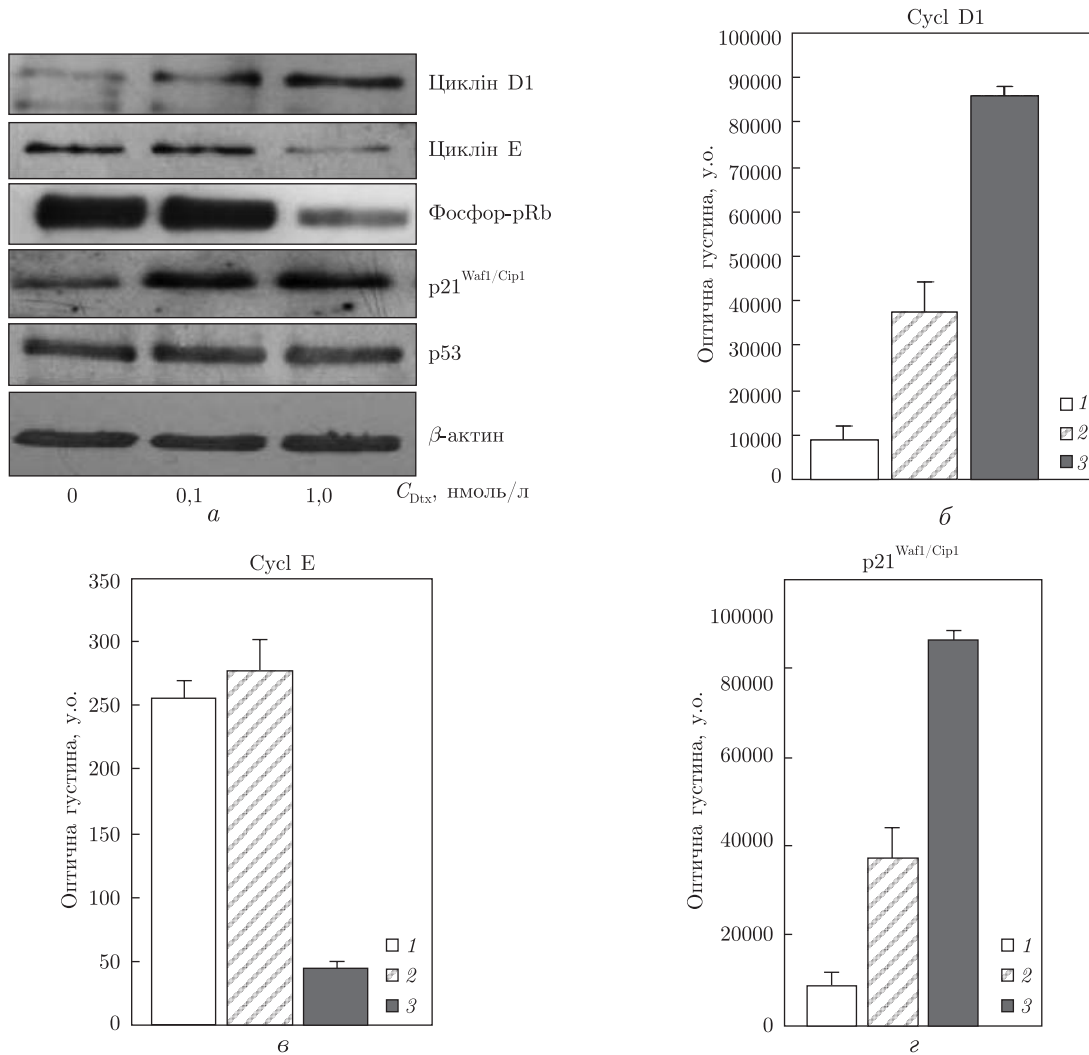 Циклін D1
Циклін E
Фосфор-pRb
p21Waf1/Cip1
p53
β-актин
0 0,1 1,0 CDtx, нмоль/л
а
Cycl D1
Оптична густина, у.о.
100000
90000
80000
90000
70000
60000
50000
40000
30000
20000
10000
0
1
2
3
б
Cycl E
Оптична густина, у.о.
350
300
250
200
150
100
50
0
1
2
3
в
p21Waf1/Cip1
Оптична густина, у.о.
100000
80000
60000
40000
20000
0
1
2
3
г